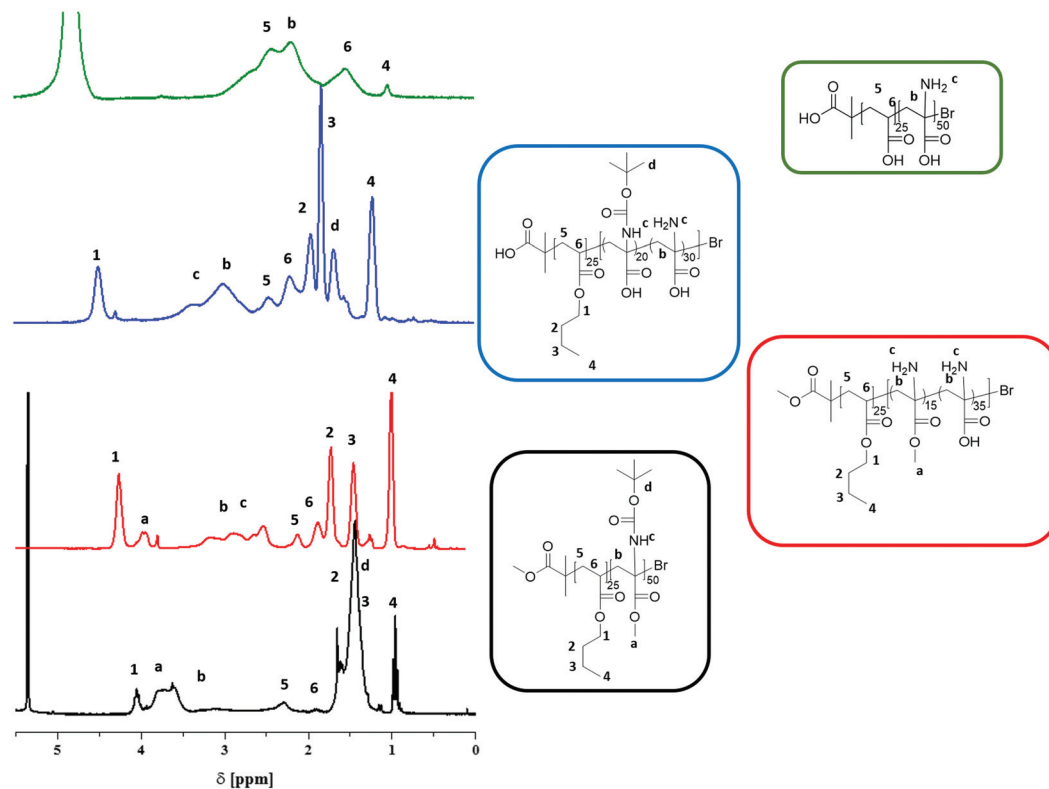 5 b 6 4
3
1 c b 5 6 2 d 4
1 a b c 5 6 2 3 4
1 a b 5 6 2 d 3 4
5 4 3 2 1 0
δ [ppm]
NH2 c
5 b
O
HO 6 Br
25 50
O O
OH OH
d
O
O NH c H2N c
O 5
HO 6 b Br
25 20 30
O O O
O OH OH
1
2
3
4
c c
H2N H2N
O 5 b b
O 6 Br
25 15 35
O O O
O O OH
1 a
2
3
4
d
O
O NH c
5 b
O 6 Br
O 25 50
O O
O O
1 a
2
3
4